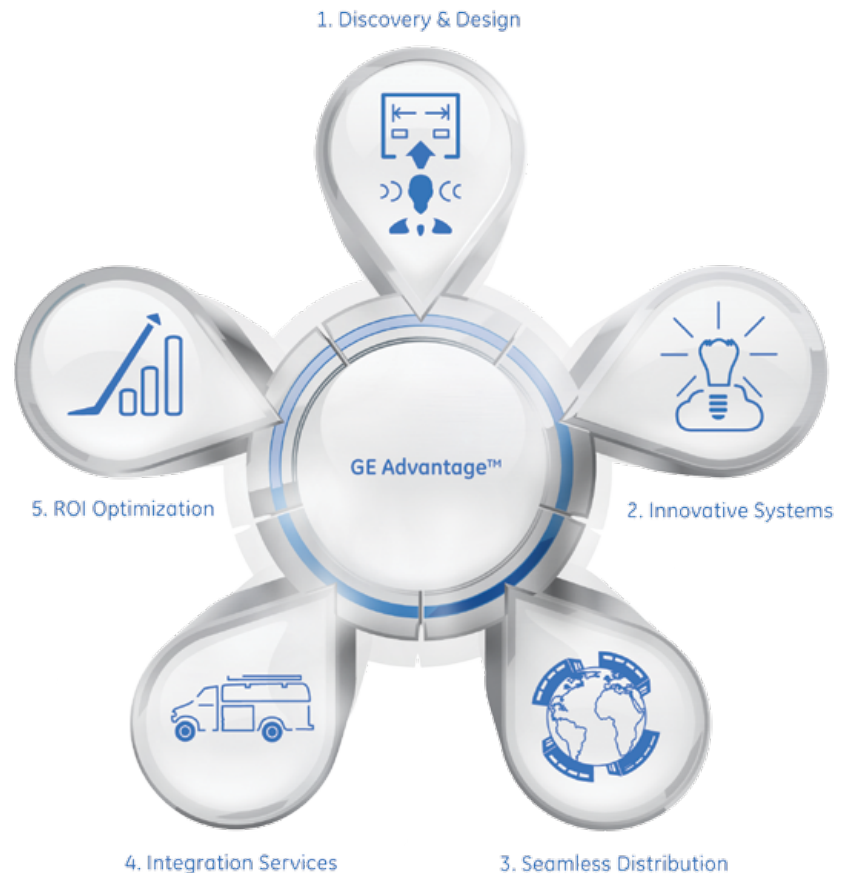 1. Discovery & Design
GE Advantage™
5. ROI Optimization
2. Innovative Systems
4. Integration Services
3. Seamless Distribution